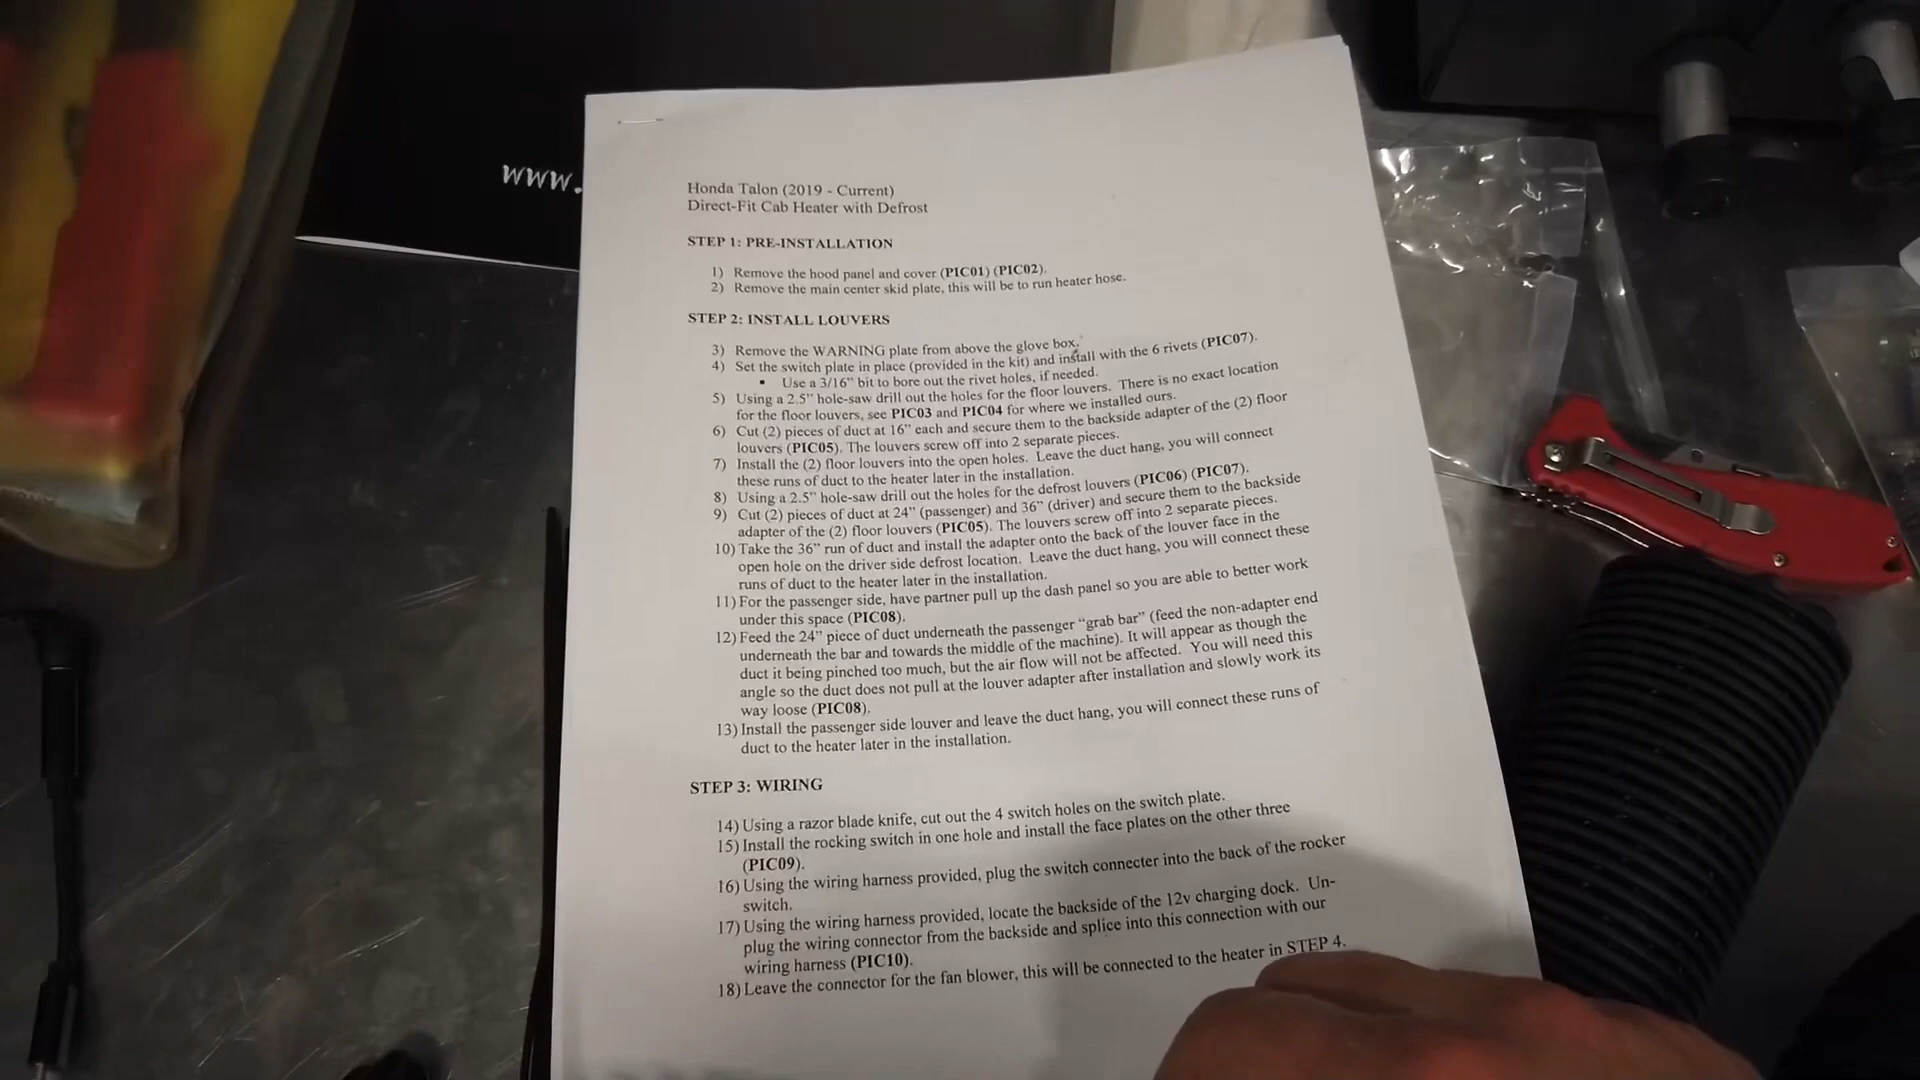 www.
Honda Talon (2019 - Current)
Direct-Fit Cab Heater with Defrost
STEP 1: PRE-INSTALLATION
1) Remove the hood panel and cover (PIC01) (PIC02).
2) Remove the main center skid plate, this will be to run heater hose.
STEP 2: INSTALL LOUVERS
3) Remove the WARNING plate from above the glove box.
4) Set the switch plate in place (provided in the kit) and install with the 6 rivets (PIC07).
▪ Use a 3/16” bit to bore out the rivet holes, if needed.
5) Using a 2.5” hole-saw drill out the holes for the floor louvers. There is no exact location
for the floor louvers, see PIC03 and PIC04 for where we installed ours.
6) Cut (2) pieces of duct at 16” each and secure them to the backside adapter of the (2) floor
louvers (PIC05). The louvers screw off into 2 separate pieces.
7) Install the (2) floor louvers into the open holes. Leave the duct hang, you will connect
these runs of duct to the heater later in the installation.
8) Using a 2.5” hole-saw drill out the holes for the defrost louvers (PIC06) (PIC07).
9) Cut (2) pieces of duct at 24” (passenger) and 36” (driver) and secure them to the backside
adapter of the (2) floor louvers (PIC05). The louvers screw off into 2 separate pieces.
10) Take the 36” run of duct and install the adapter onto the back of the louver face in the
open hole on the driver side defrost location. Leave the duct hang, you will connect these
runs of duct to the heater later in the installation.
11) For the passenger side, have partner pull up the dash panel so you are able to better work
under this space (PIC08).
12) Feed the 24” piece of duct underneath the passenger “grab bar” (feed the non-adapter end
underneath the bar and towards the middle of the machine). It will appear as though the
duct it being pinched too much, but the air flow will not be affected. You will need this
angle so the duct does not pull at the louver adapter after installation and slowly work its
way loose (PIC08).
13) Install the passenger side louver and leave the duct hang, you will connect these runs of
duct to the heater later in the installation.
STEP 3: WIRING
14) Using a razor blade knife, cut out the 4 switch holes on the switch plate.
15) Install the rocking switch in one hole and install the face plates on the other three
(PIC09).
16) Using the wiring harness provided, plug the switch connecter into the back of the rocker
switch.
17) Using the wiring harness provided, locate the backside of the 12v charging dock. Un-
plug the wiring connector from the backside and splice into this connection with our
wiring harness (PIC10).
18) Leave the connector for the fan blower, this will be connected to the heater in STEP 4.